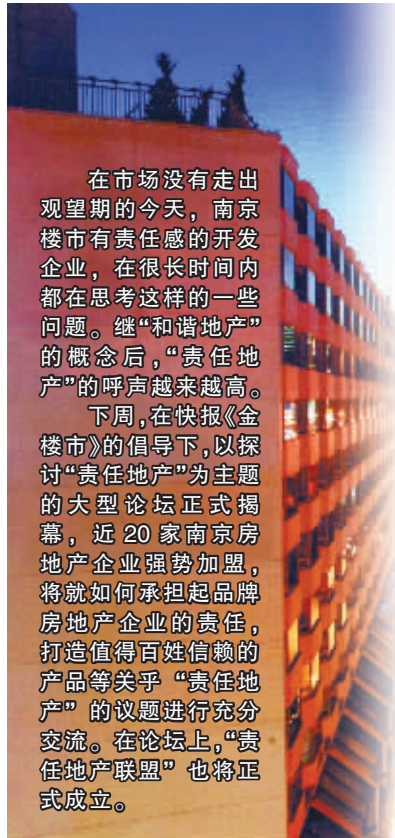 在市场没有走出
观望期的今天，南京
楼市有责任感的开发
企业，在很长时间内
都在思考这样的一些
问题。继“和谐地产”
的概念后，“责任地
产”的呼声越来越高。
下周，在快报《金
楼市》的倡导下，以探
讨“责任地产”为主题
的大型论坛正式揭
幕，近 20 家南京房
地产企业强势加盟，
将就如何承担起品牌
房地产企业的责任，
打造值得百姓信赖的
产品等关乎“责任地
产”的议题进行充分
交流。在论坛上，“责
任地产联盟”也将正
式成立。